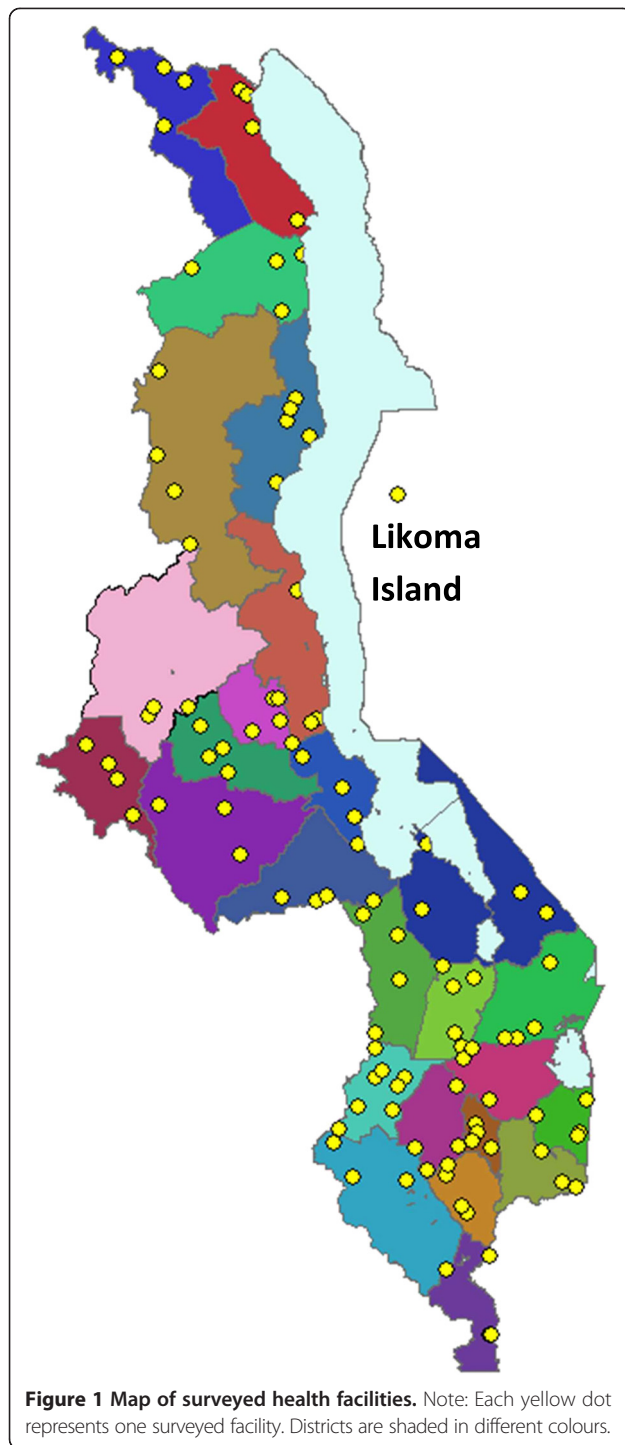 Likoma
Island
Figure 1 Map of surveyed health facilities. Note: Each yellow dot
represents one surveyed facility. Districts are shaded in different colours.